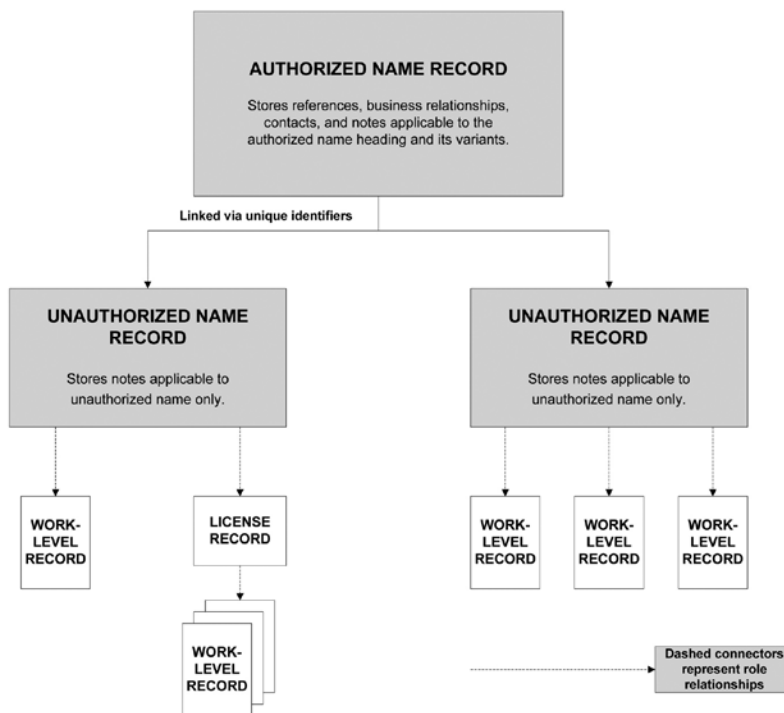 AUTHORIZED NAME RECORD
Stores references, business relationships,
contacts, and notes applicable to the
authorized name heading and its variants.
Linked via unique identifiers
UNAUTHORIZED NAME
RECORD
Stores notes applicable to
unauthorized name only.
UNAUTHORIZED NAME
RECORD
Stores notes applicable to
unauthorized name only.
WORK-
LEVEL
RECORD
LICENSE
RECORD
WORK-
LEVEL
RECORD
WORK-
LEVEL
RECORD
WORK-
LEVEL
RECORD
WORK-
LEVEL
RECORD
Dashed connectors
represent role
relationships